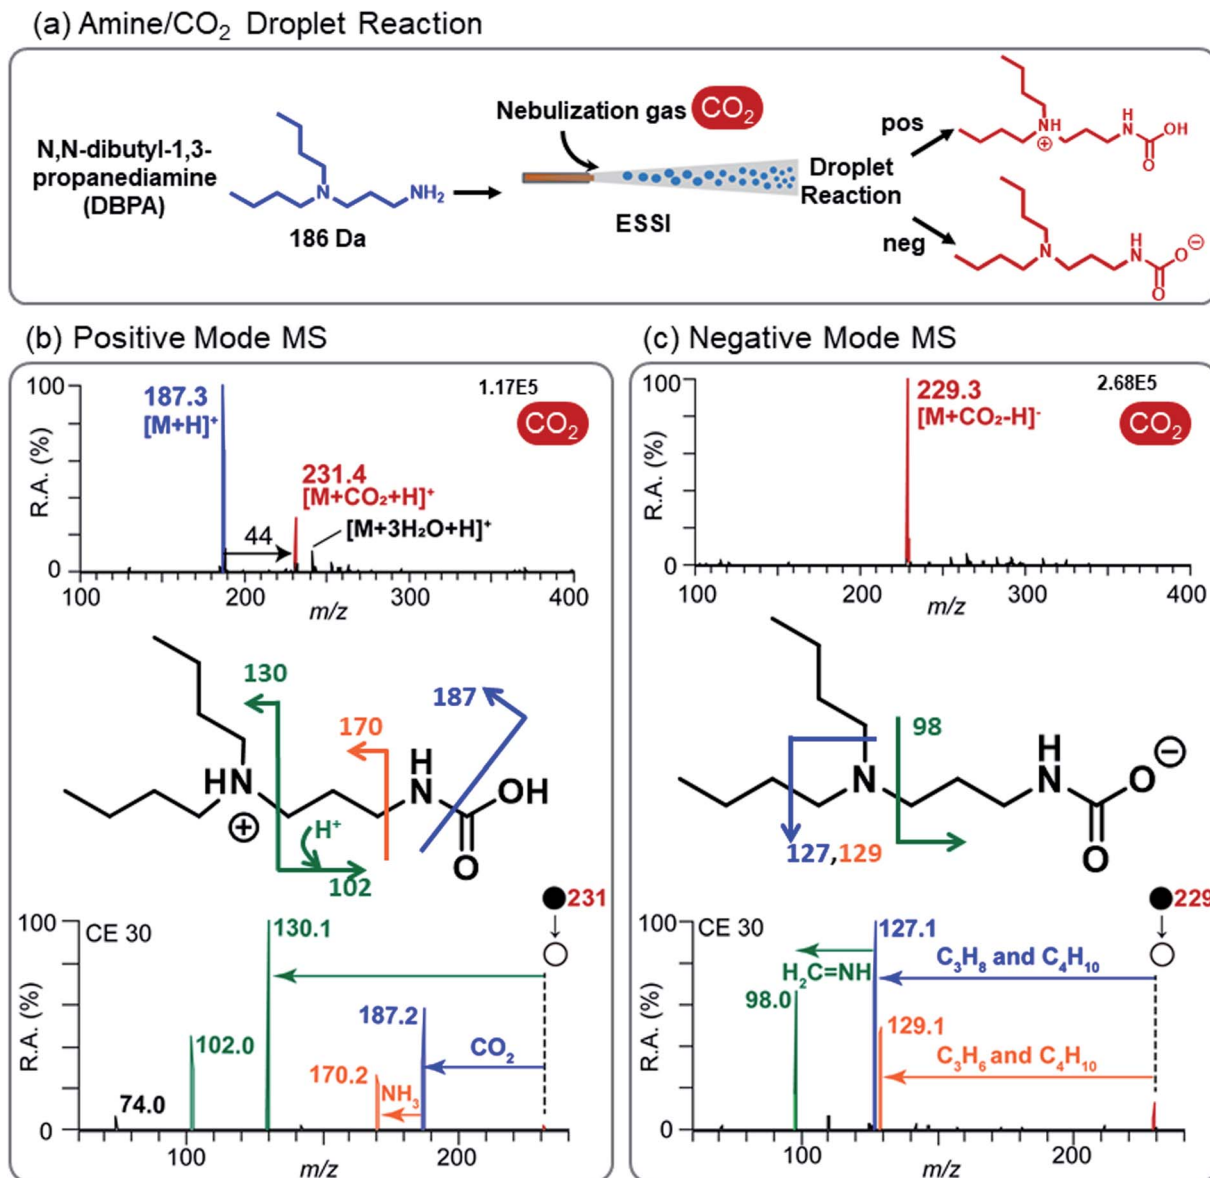 (a) Amine/CO₂ Droplet Reaction
N,N-dibutyl-1,3-
propanediamine
(DBPA)
N
NH₂
186 Da
Nebulization gas CO₂
ESSI
Droplet
Reaction
pos
neg
NH
⊕
H
N
OH
O
N
H
N
O
⊖
O
(b) Positive Mode MS
100
R.A. (%)
0
187.3
[M+H]⁺
1.17E5
CO₂
231.4
[M+CO₂+H]⁺
[M+3H₂O+H]⁺
44
100
200
300
400
m/z
130
187
170
HN
⊕
H
N
OH
O
H⁺
102
231
100
R.A. (%)
0
CE 30
130.1
187.2
CO₂
102.0
170.2
NH₃
74.0
100
200
m/z
(c) Negative Mode MS
100
R.A. (%)
0
229.3
[M+CO₂-H]⁻
2.68E5
CO₂
100
200
300
400
m/z
98
N
H
N
O
⊖
O
127,129
229
100
R.A. (%)
0
CE 30
127.1
C₃H₈ and C₄H₁₀
H₂C=NH
98.0
129.1
C₃H₆ and C₄H₁₀
100
200
m/z